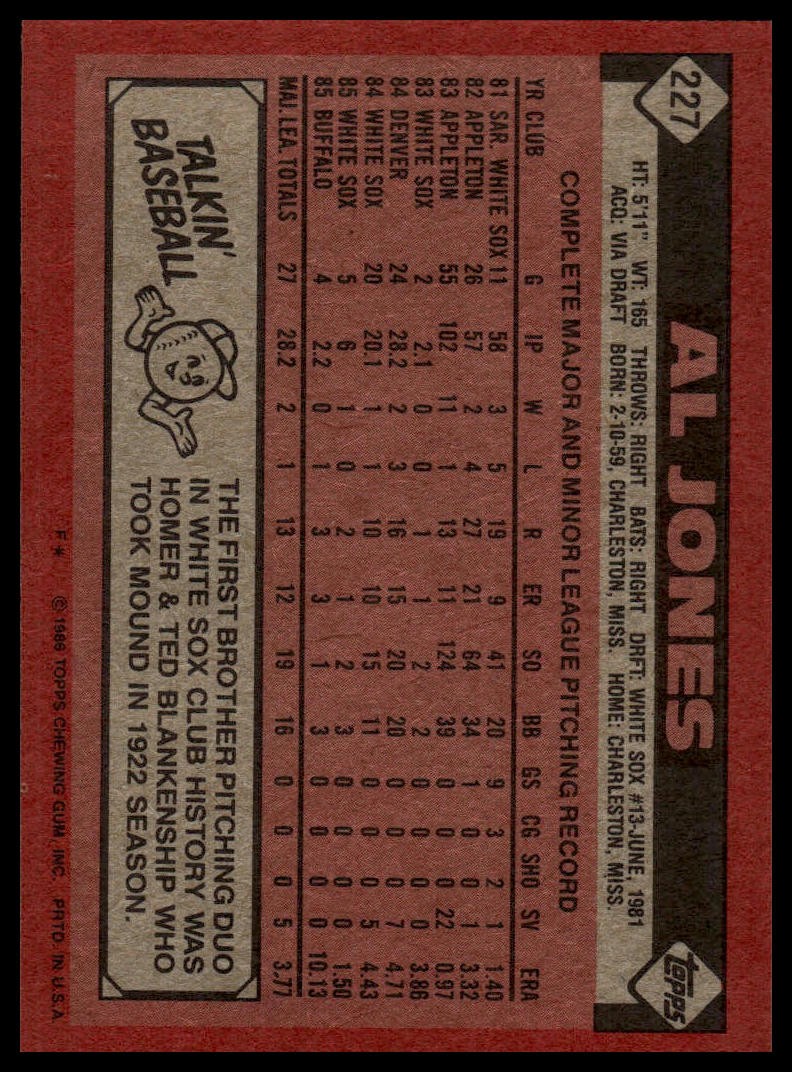 227
AL JONES
topps
HT: 5'11" WT: 165 THROWS: RIGHT BATS: RIGHT DRFT: WHITE SOX #13-JUNE, 1981
ACQ: VIA DRAFT BORN: 2-10-59, CHARLESTON, MISS. HOME: CHARLESTON, MISS.
COMPLETE MAJOR AND MINOR LEAGUE PITCHING RECORD
YR CLUB G IP W L R ER SO BB GS CG SHO SV ERA
81 SAR. WHITE SOX 11 58 3 5 19 9 41 20 9 3 2 1 1.40
82 APPLETON 26 57 2 4 27 21 64 34 1 0 0 1 3.32
83 APPLETON 55 102 11 1 13 11 124 39 0 0 0 22 0.97
83 WHITE SOX 2 2.1 0 0 1 1 2 2 0 0 0 0 3.86
84 DENVER 24 28.2 2 3 16 15 20 20 0 0 0 7 4.71
84 WHITE SOX 20 20.1 1 1 10 10 15 11 0 0 0 5 4.43
85 WHITE SOX 5 6 1 0 2 1 2 3 0 0 0 0 1.50
85 BUFFALO 4 2.2 0 1 3 3 1 3 0 0 0 0 10.13
MAJ. LEA. TOTALS 27 28.2 2 1 13 12 19 16 0 0 0 5 3.77
TALKIN'
BASEBALL
THE FIRST BROTHER PITCHING DUO
IN WHITE SOX CLUB HISTORY WAS
HOMER & TED BLANKENSHIP WHO
TOOK MOUND IN 1922 SEASON.
F* © 1986 TOPPS CHEWING GUM, INC. PRTD. IN U.S.A.